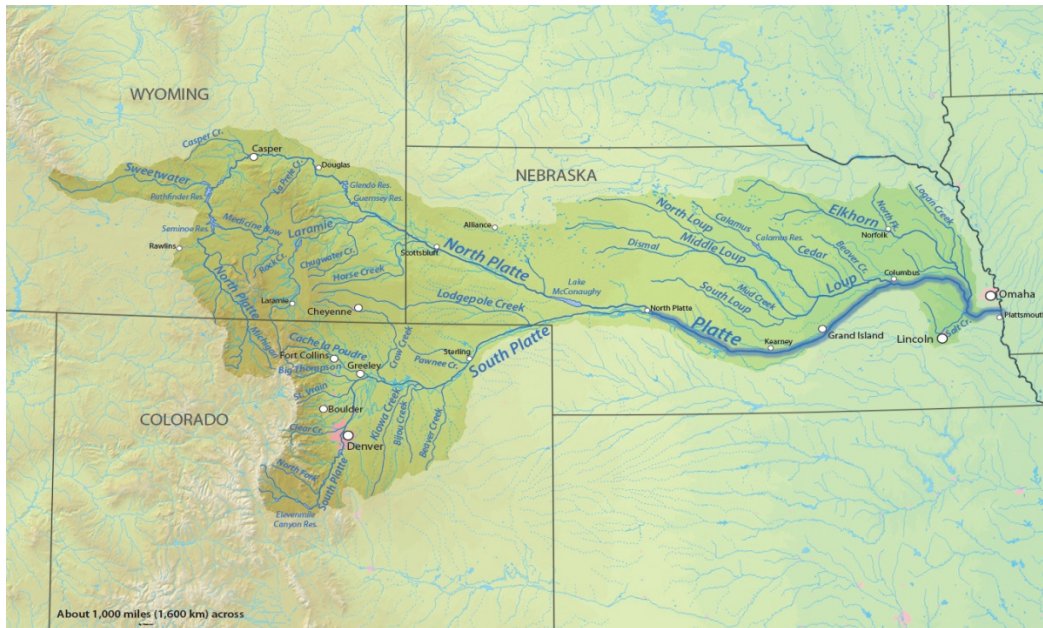 WYOMING
Casper Cr.
Casper
Sweetwater
La Prele Cr.
Douglas
NEBRASKA
Pathfinder Res.
Glendo Res.
Guernsey Res.
Seminoe Res.
Medicine Bow
Laramie
Alliance
North Loup
Calamus
Calamus Res.
Elkhorn
North Fk.
Logan Creek
Norfolk
Rawlins
Rock Cr.
Chugwater Cr.
Scottsbluff
North Platte
Dismal
Middle Loup
Cedar
Beaver Cr.
Horse Creek
Columbus
North Platte
Laramie
Cheyenne
Lodgepole Creek
Lake
McConaughy
South Loup
Mud Creek
Loup
Omaha
North Platte
Plattsmouth
Michigan
Cache la Poudre
Crow Creek
South Platte
Platte
Grand Island
Lincoln
Salt Cr.
Kearney
Fort Collins
Big Thompson
Greeley
Pawnee Cr.
Sterling
St. Vrain
Boulder
COLORADO
Clear Cr.
Denver
Kiowa Creek
Bijou Creek
Beaver Creek
North Fork
South Platte
Elevenmile
Canyon Res.
About 1,000 miles (1,600 km) across